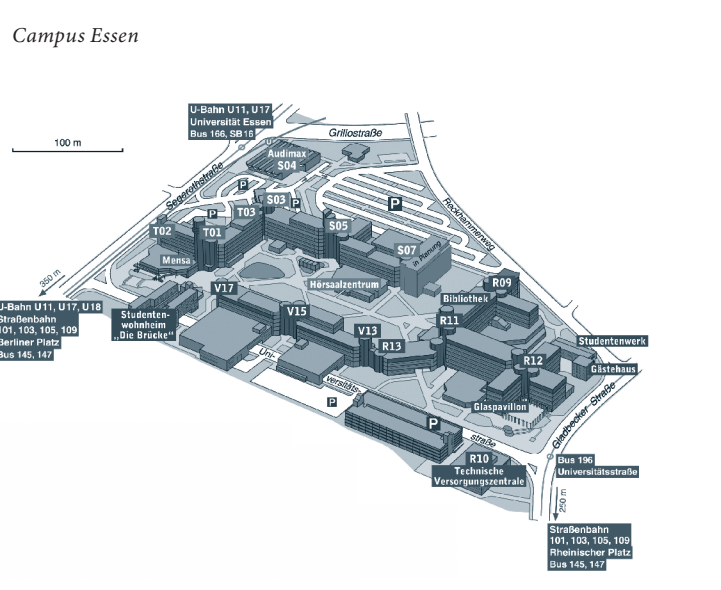 Campus Essen
U-Bahn U11, U17
Universität Essen
Bus 166, SB16
Grillostraße
100 m
Audimax
S04
Segerothstraße
P
S03
P
P
P
T03
Reckhammerweg
T02
T01
S05
S07
in Planung
Mensa
350 m
R09
Hörsaalzentrum
V17
Bibliothek
U-Bahn U11, U17, U18
Straßenbahn
101, 103, 105, 109
Berliner Platz
Bus 145, 147
Studenten-
wohnheim
„Die Brücke“
V15
R11
V13
R13
Studentenwerk
Uni-
R12
Gästehaus
versitäts-
P
Glaspavillon
Gladbecker Straße
P
straße
R10
Technische
Versorgungszentrale
Bus 196
Universitätsstraße
250 m
Straßenbahn
101, 103, 105, 109
Rheinischer Platz
Bus 145, 147